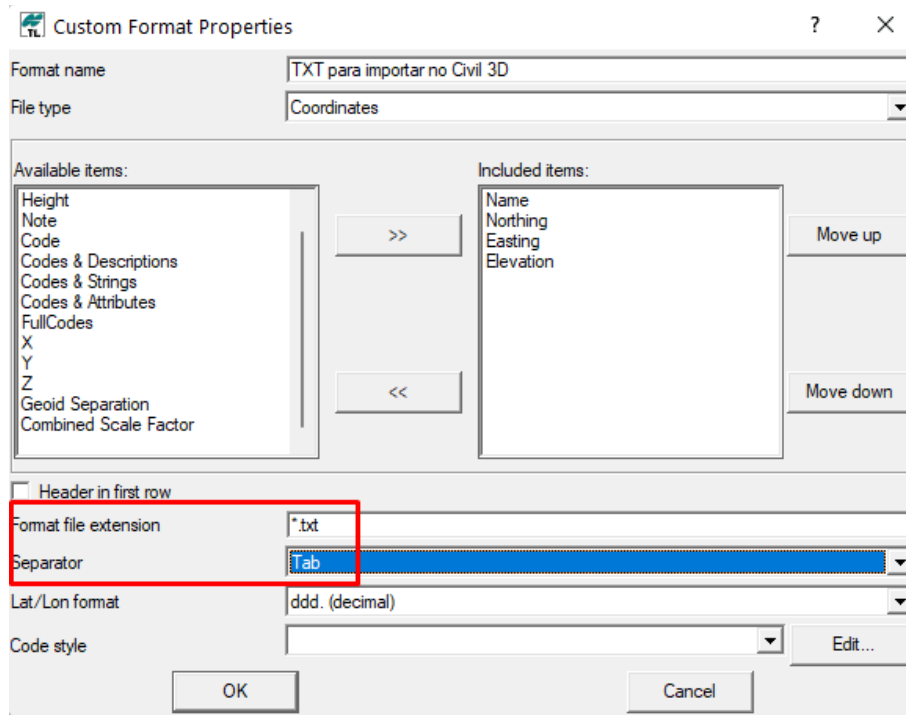 TL Custom Format Properties ? ×
Format name TXT para importar no Civil 3D
File type Coordinates
Available items:
Height
Note
Code
Codes & Descriptions
Codes & Strings
Codes & Attributes
FullCodes
X
Y
Z
Geoid Separation
Combined Scale Factor
>>
<<
Included items:
Name
Northing
Easting
Elevation
Move up
Move down
Header in first row
Format file extension *.txt
Separator Tab
Lat/Lon format ddd. (decimal)
Code style Edit...
OK Cancel